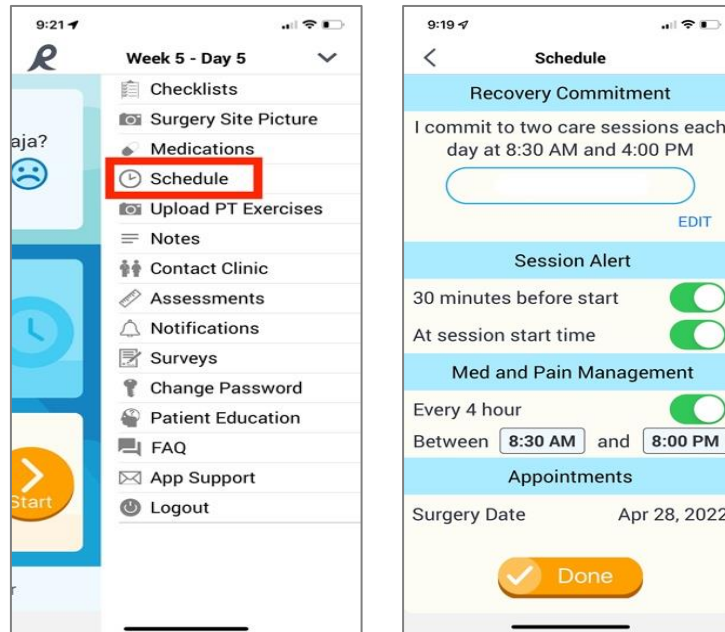 9:21
Week 5 - Day 5
Checklists
Surgery Site Picture
Medications
Schedule
Upload PT Exercises
Notes
Contact Clinic
Assessments
Notifications
Surveys
Change Password
Patient Education
FAQ
App Support
Logout
aja?
Start
r
9:19
Schedule
Recovery Commitment
I commit to two care sessions each
day at 8:30 AM and 4:00 PM
EDIT
Session Alert
30 minutes before start
At session start time
Med and Pain Management
Every 4 hour
Between 8:30 AM and 8:00 PM
Appointments
Surgery Date Apr 28, 2022
Done